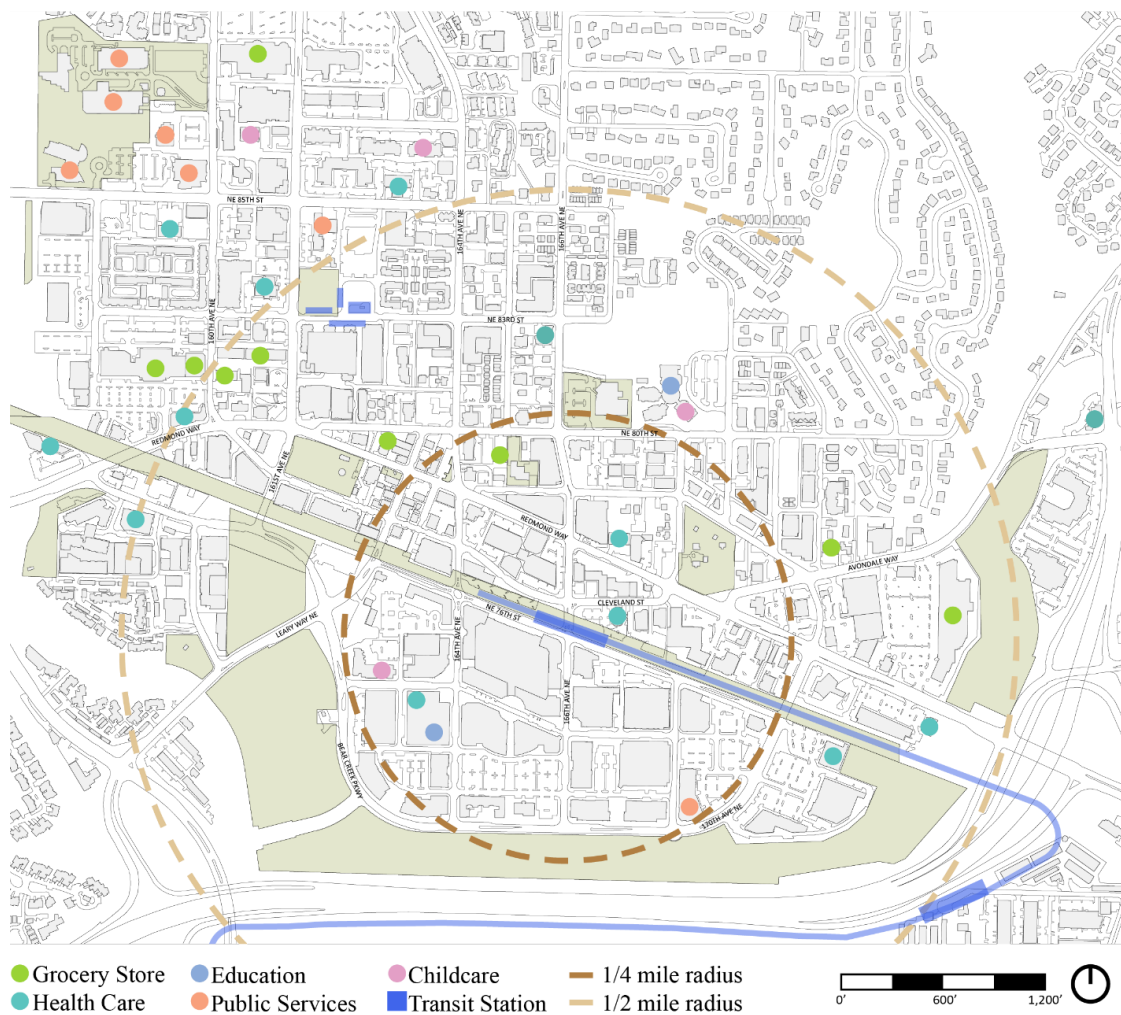 NE 85TH ST
164TH AVE NE
166TH AVE NE
160TH AVE NE
NE 83RD ST
REDMOND WAY
NE 80TH ST
161ST AVE NE
REDMOND WAY
AVONDALE WAY
CLEVELAND ST
NE 76TH ST
LEARY WAY NE
164TH AVE NE
166TH AVE NE
BEAR CREEK PKWY
170TH AVE NE
Grocery Store Education Childcare 1/4 mile radius
Health Care Public Services Transit Station 1/2 mile radius
0' 600' 1,200'